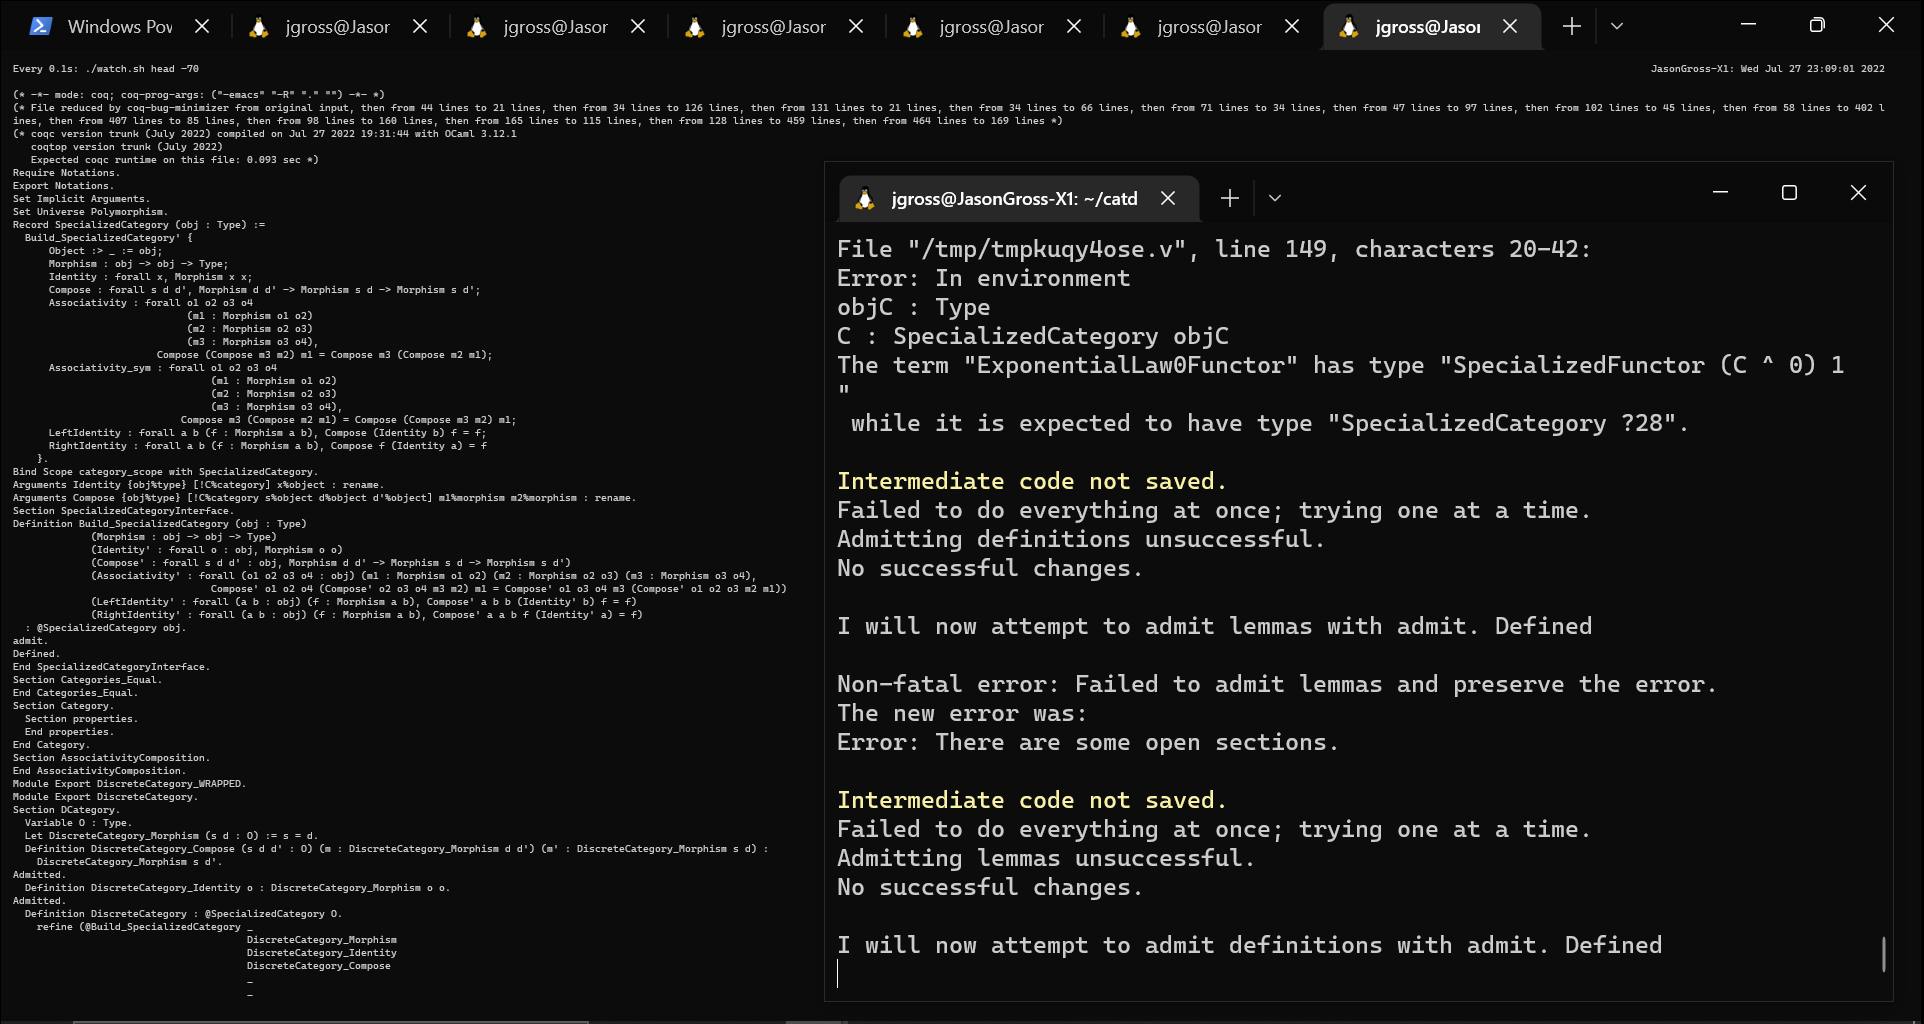 Windows Pov
jgross@Jasor
jgross@Jasor
jgross@Jasor
jgross@Jasor
jgross@Jasor
jgross@Jasor
Every 0.1s: ./watch.sh head -70
JasonGross-X1: Wed Jul 27 23:09:01 2022
(* -*- mode: coq; coq-prog-args: ("-emacs" "-R" "." "") -*- *)
(* File reduced by coq-bug-minimizer from original input, then from 44 lines to 21 lines, then from 34 lines to 126 lines, then from 131 lines to 21 lines, then from 34 lines to 66 lines, then from 71 lines to 34 lines, then from 47 lines to 97 lines, then from 102 lines to 45 lines, then from 58 lines to 402 l
ines, then from 407 lines to 85 lines, then from 98 lines to 160 lines, then from 165 lines to 115 lines, then from 128 lines to 459 lines, then from 464 lines to 169 lines *)
(* coqc version trunk (July 2022) compiled on Jul 27 2022 19:31:44 with OCaml 3.12.1
   coqtop version trunk (July 2022)
   Expected coqc runtime on this file: 0.093 sec *)
Require Notations.
Export Notations.
Set Implicit Arguments.
Set Universe Polymorphism.
Record SpecializedCategory (obj : Type) :=
  Build_SpecializedCategory' {
      Object :> _ := obj;
      Morphism : obj -> obj -> Type;
      Identity : forall x, Morphism x x;
      Compose : forall s d d', Morphism d d' -> Morphism s d -> Morphism s d';
      Associativity : forall o1 o2 o3 o4
                             (m1 : Morphism o1 o2)
                             (m2 : Morphism o2 o3)
                             (m3 : Morphism o3 o4),
                        Compose (Compose m3 m2) m1 = Compose m3 (Compose m2 m1);
      Associativity_sym : forall o1 o2 o3 o4
                                 (m1 : Morphism o1 o2)
                                 (m2 : Morphism o2 o3)
                                 (m3 : Morphism o3 o4),
                            Compose m3 (Compose m2 m1) = Compose (Compose m3 m2) m1;
      LeftIdentity : forall a b (f : Morphism a b), Compose (Identity b) f = f;
      RightIdentity : forall a b (f : Morphism a b), Compose f (Identity a) = f
    }.
Bind Scope category_scope with SpecializedCategory.
Arguments Identity {obj%type} [!C%category] x%object : rename.
Arguments Compose {obj%type} [!C%category s%object d%object d'%object] m1%morphism m2%morphism : rename.
Section SpecializedCategoryInterface.
Definition Build_SpecializedCategory (obj : Type)
             (Morphism : obj -> obj -> Type)
             (Identity' : forall o : obj, Morphism o o)
             (Compose' : forall s d d' : obj, Morphism d d' -> Morphism s d -> Morphism s d')
             (Associativity' : forall (o1 o2 o3 o4 : obj) (m1 : Morphism o1 o2) (m2 : Morphism o2 o3) (m3 : Morphism o3 o4),
                                 Compose' o1 o2 o4 (Compose' o2 o3 o4 m3 m2) m1 = Compose' o1 o3 o4 m3 (Compose' o1 o2 o3 m2 m1))
             (LeftIdentity' : forall (a b : obj) (f : Morphism a b), Compose' a b b (Identity' b) f = f)
             (RightIdentity' : forall (a b : obj) (f : Morphism a b), Compose' a a b f (Identity' a) = f)
  : @SpecializedCategory obj.
admit.
Defined.
End SpecializedCategoryInterface.
Section Categories_Equal.
End Categories_Equal.
Section Category.
  Section properties.
  End properties.
End Category.
Section AssociativityComposition.
End AssociativityComposition.
Module Export DiscreteCategory_WRAPPED.
Module Export DiscreteCategory.
Section DCategory.
  Variable O : Type.
  Let DiscreteCategory_Morphism (s d : O) := s = d.
  Definition DiscreteCategory_Compose (s d d' : O) (m : DiscreteCategory_Morphism d d') (m' : DiscreteCategory_Morphism s d) :
    DiscreteCategory_Morphism s d'.
Admitted.
  Definition DiscreteCategory_Identity o : DiscreteCategory_Morphism o o.
Admitted.
  Definition DiscreteCategory : @SpecializedCategory O.
    refine (@Build_SpecializedCategory _
                                       DiscreteCategory_Morphism
                                       DiscreteCategory_Identity
                                       DiscreteCategory_Compose
                                       _
                                       _
jgross@JasonGross-X1: ~/catd
File "/tmp/tmpkuqy4ose.v", line 149, characters 20-42:
Error: In environment
objC : Type
C : SpecializedCategory objC
The term "ExponentialLaw0Functor" has type "SpecializedFunctor (C ^ 0) 1
"
 while it is expected to have type "SpecializedCategory ?28".
Intermediate code not saved.
Failed to do everything at once; trying one at a time.
Admitting definitions unsuccessful.
No successful changes.
I will now attempt to admit lemmas with admit. Defined
Non-fatal error: Failed to admit lemmas and preserve the error.
The new error was:
Error: There are some open sections.
Intermediate code not saved.
Failed to do everything at once; trying one at a time.
Admitting lemmas unsuccessful.
No successful changes.
I will now attempt to admit definitions with admit. Defined